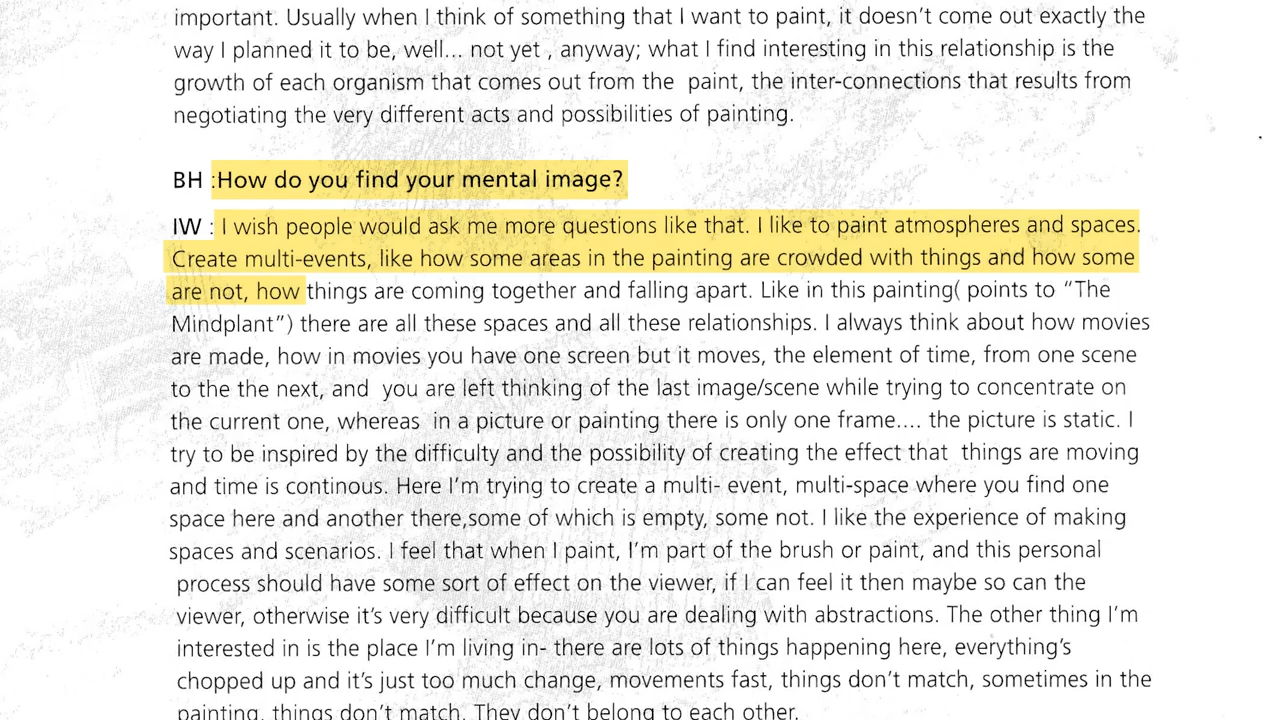 important. Usually when I think of something that I want to paint, it doesn't come out exactly the
way I planned it to be, well... not yet , anyway; what I find interesting in this relationship is the
growth of each organism that comes out from the  paint, the inter-connections that results from
negotiating the very different acts and possibilities of painting.
BH :How do you find your mental image?
IW : I wish people would ask me more questions like that. I like to paint atmospheres and spaces.
Create multi-events, like how some areas in the painting are crowded with things and how some
are not, how things are coming together and falling apart. Like in this painting( points to “The
Mindplant”) there are all these spaces and all these relationships. I always think about how movies
are made, how in movies you have one screen but it moves, the element of time, from one scene
to the the next, and  you are left thinking of the last image/scene while trying to concentrate on
the current one, whereas  in a picture or painting there is only one frame.... the picture is static. I
try to be inspired by the difficulty and the possibility of creating the effect that  things are moving
and time is continous. Here I'm trying to create a multi- event, multi-space where you find one
space here and another there,some of which is empty, some not. I like the experience of making
spaces and scenarios. I feel that when I paint, I'm part of the brush or paint, and this personal
process should have some sort of effect on the viewer, if I can feel it then maybe so can the
viewer, otherwise it's very difficult because you are dealing with abstractions. The other thing I'm
interested in is the place I'm living in- there are lots of things happening here, everything's
chopped up and it's just too much change, movements fast, things don't match, sometimes in the
painting, things don't match. They don't belong to each other.